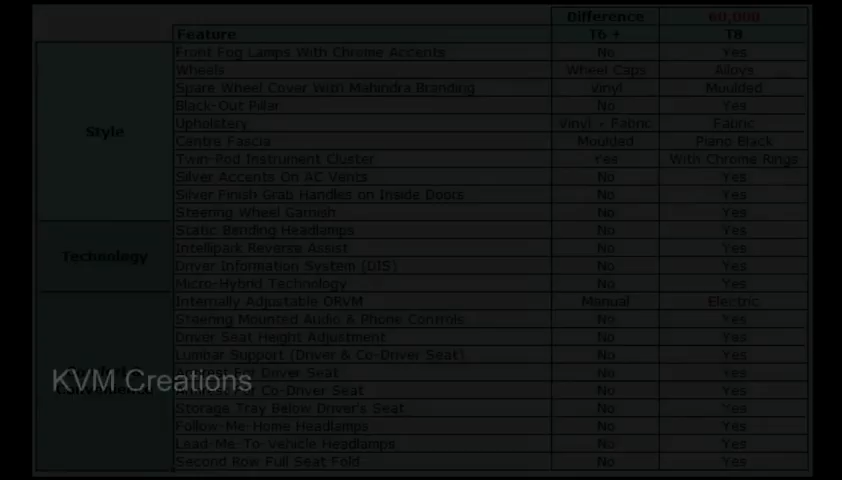 Difference 60,000
Feature T6 + T8
Front Fog Lamps With Chrome Accents No Yes
Wheels Wheel Caps Alloys
Spare Wheel Cover With Mahindra Branding Vinyl Moulded
Black-Out Pillar No Yes
Upholstery Vinyl + Fabric Fabric
Style
Centre Fascia Moulded Piano Black
Twin-Pod Instrument Cluster Yes With Chrome Rings
Silver Accents On AC Vents No Yes
Silver Finish Grab Handles on Inside Doors No Yes
Steering Wheel Garnish No Yes
Static Bending Headlamps No Yes
Intellipark Reverse Assist No Yes
Technology
Driver Information System (DIS) No Yes
Micro-Hybrid Technology No Yes
Internally Adjustable ORVM Manual Electric
Steering Mounted Audio & Phone Controls No Yes
Driver Seat Height Adjustment No Yes
Lumbar Support (Driver & Co-Driver Seat) No Yes
Armrest For Driver Seat No Yes
KVM Creations
Armrest For Co-Driver Seat No Yes
Storage Tray Below Driver's Seat No Yes
Follow-Me-Home Headlamps No Yes
Lead-Me-To-Vehicle Headlamps No Yes
Second Row Full Seat Fold No Yes